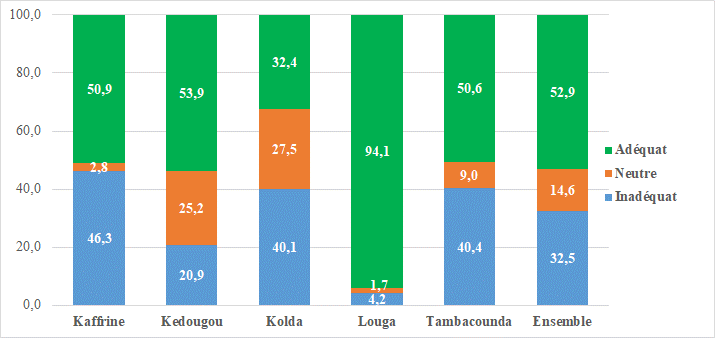 100,0
80,0
60,0
40,0
20,0
0,0
50,9 53,9 32,4 94,1 50,6 52,9
2,8 25,2 27,5 1,7 9,0 14,6
46,3 20,9 40,1 4,2 40,4 32,5
Kaffrine Kedougou Kolda Louga Tambacounda Ensemble
Adéquat
Neutre
Inadéquat